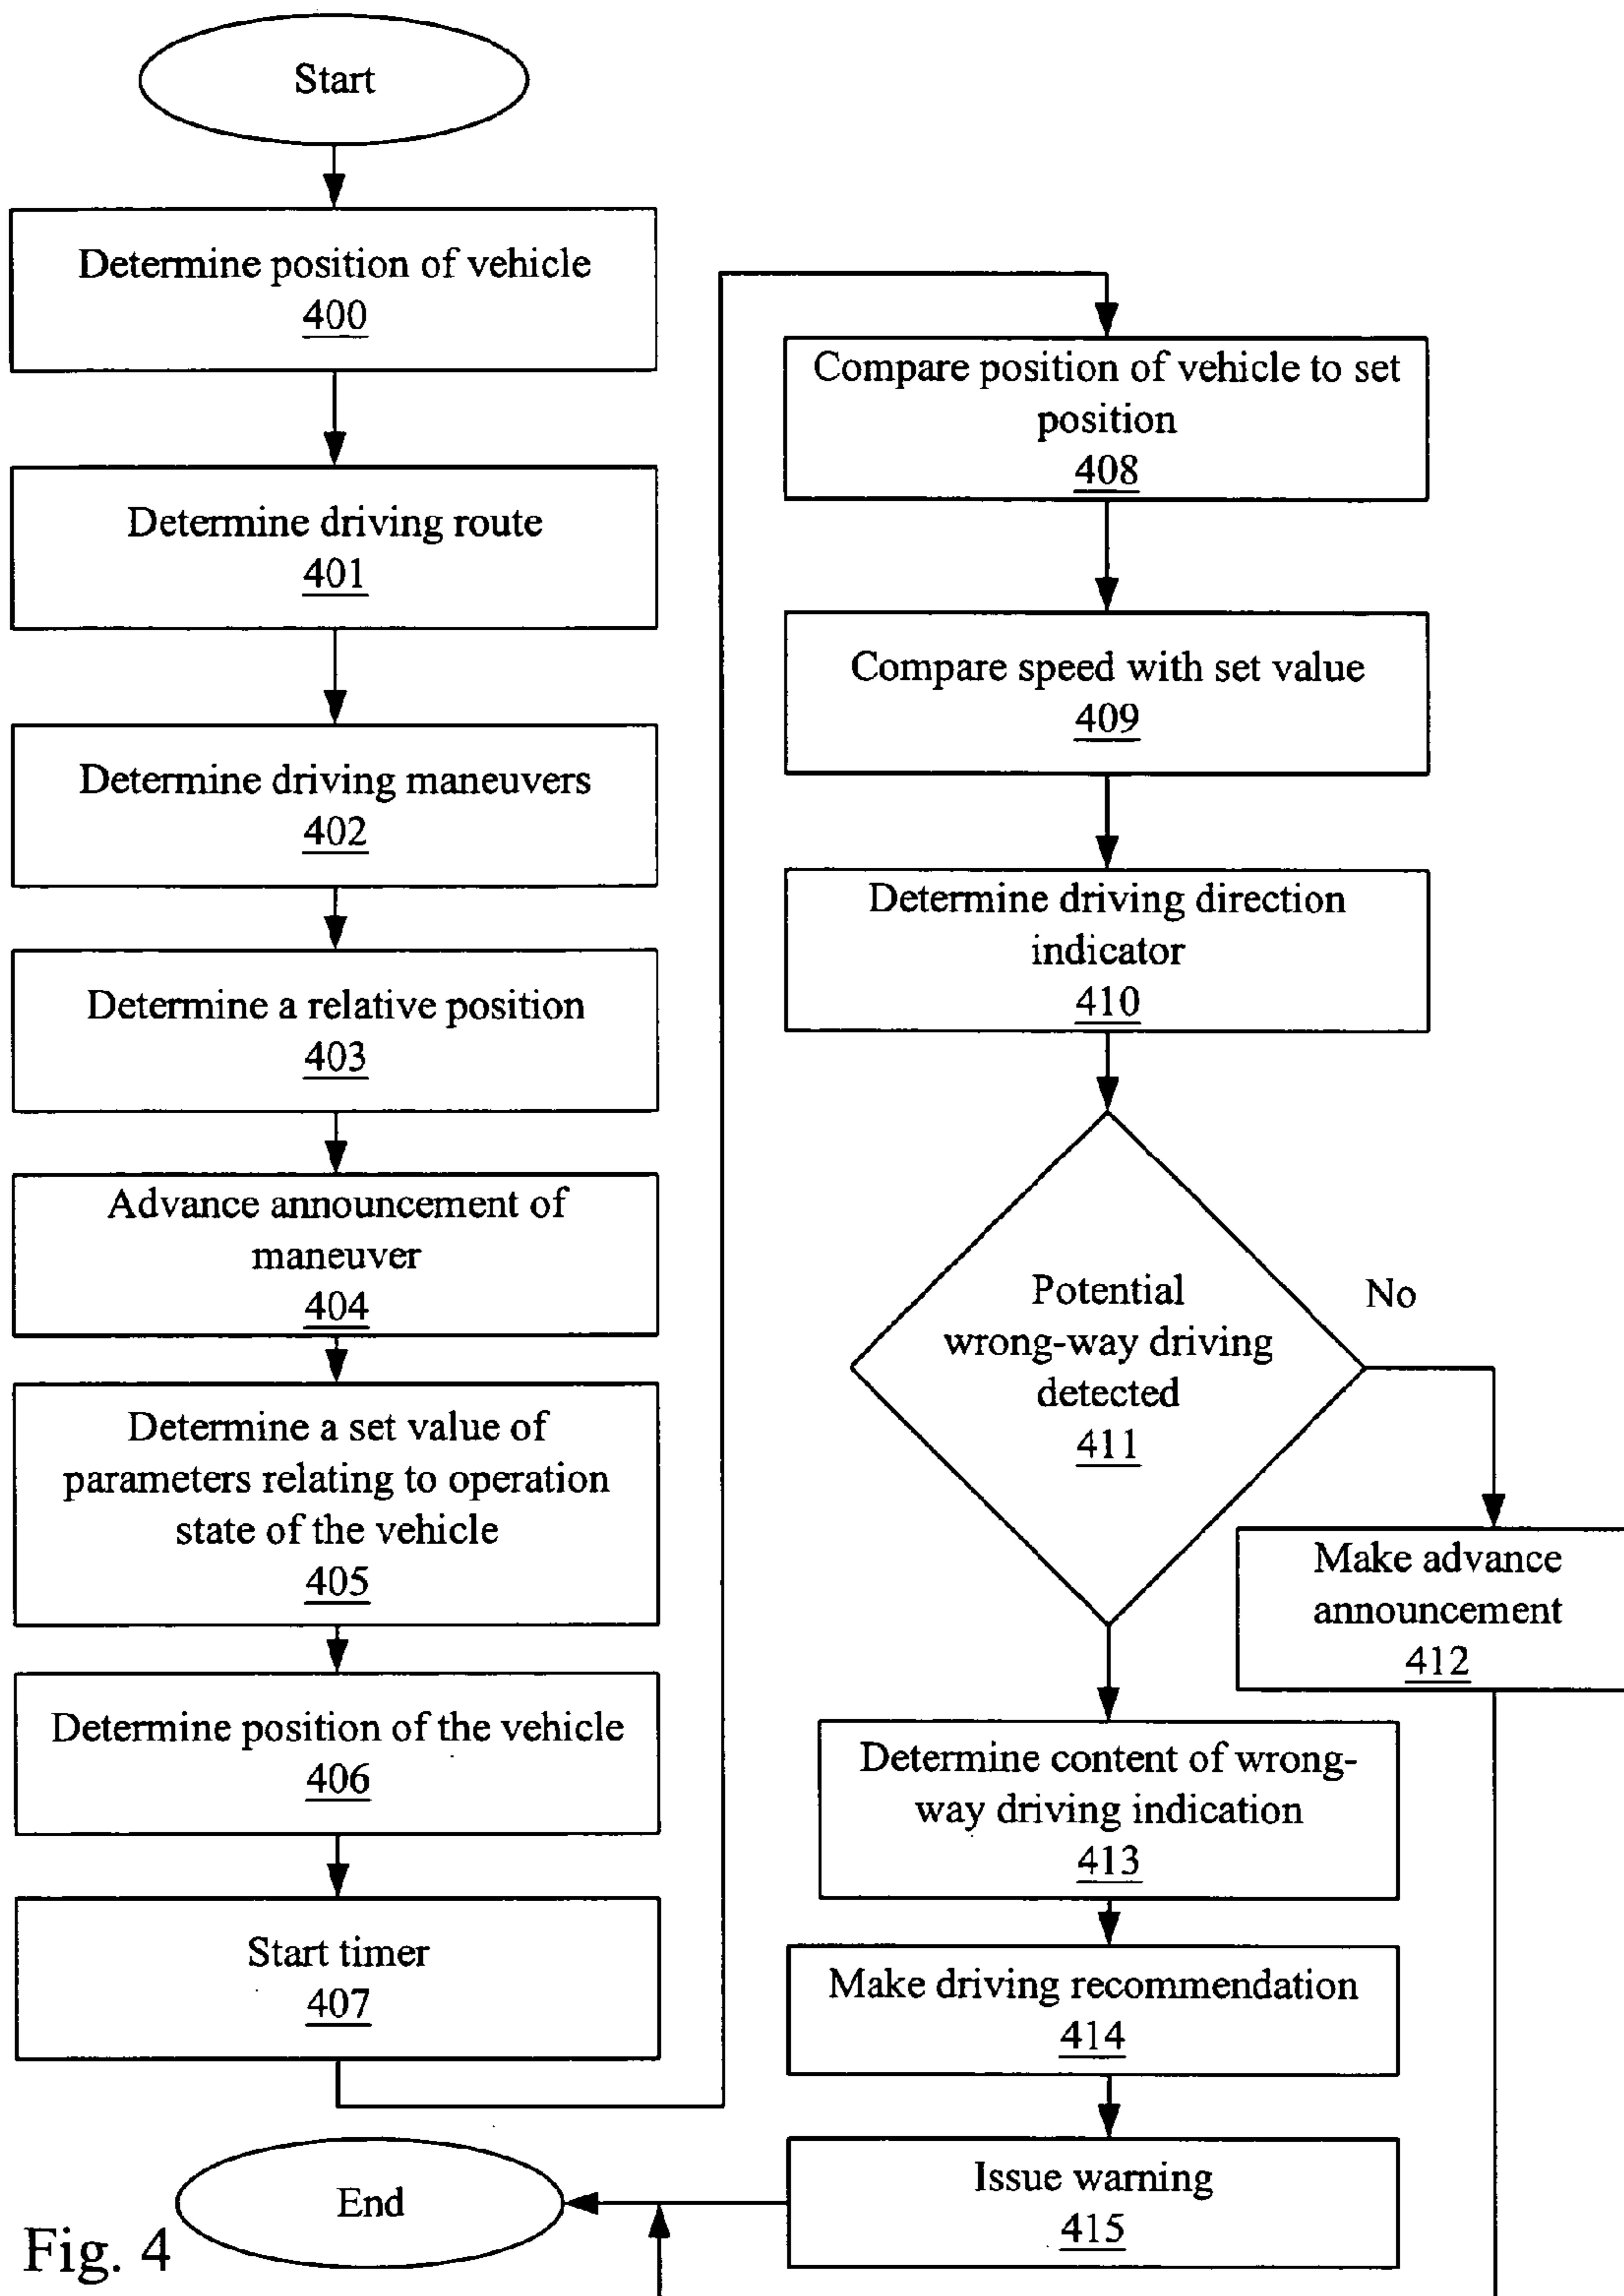 Start
Determine position of vehicle
400
Determine driving route
401
Determine driving maneuvers
402
Determine a relative position
403
Advance announcement of
maneuver
404
Determine a set value of
parameters relating to operation
state of the vehicle
405
Determine position of the vehicle
406
Start timer
407
Compare position of vehicle to set
position
408
Compare speed with set value
409
Determine driving direction
indicator
410
Potential
wrong-way driving
detected
411
No
Make advance
announcement
412
Determine content of wrong-
way driving indication
413
Make driving recommendation
414
Issue warning
415
End
Fig. 4